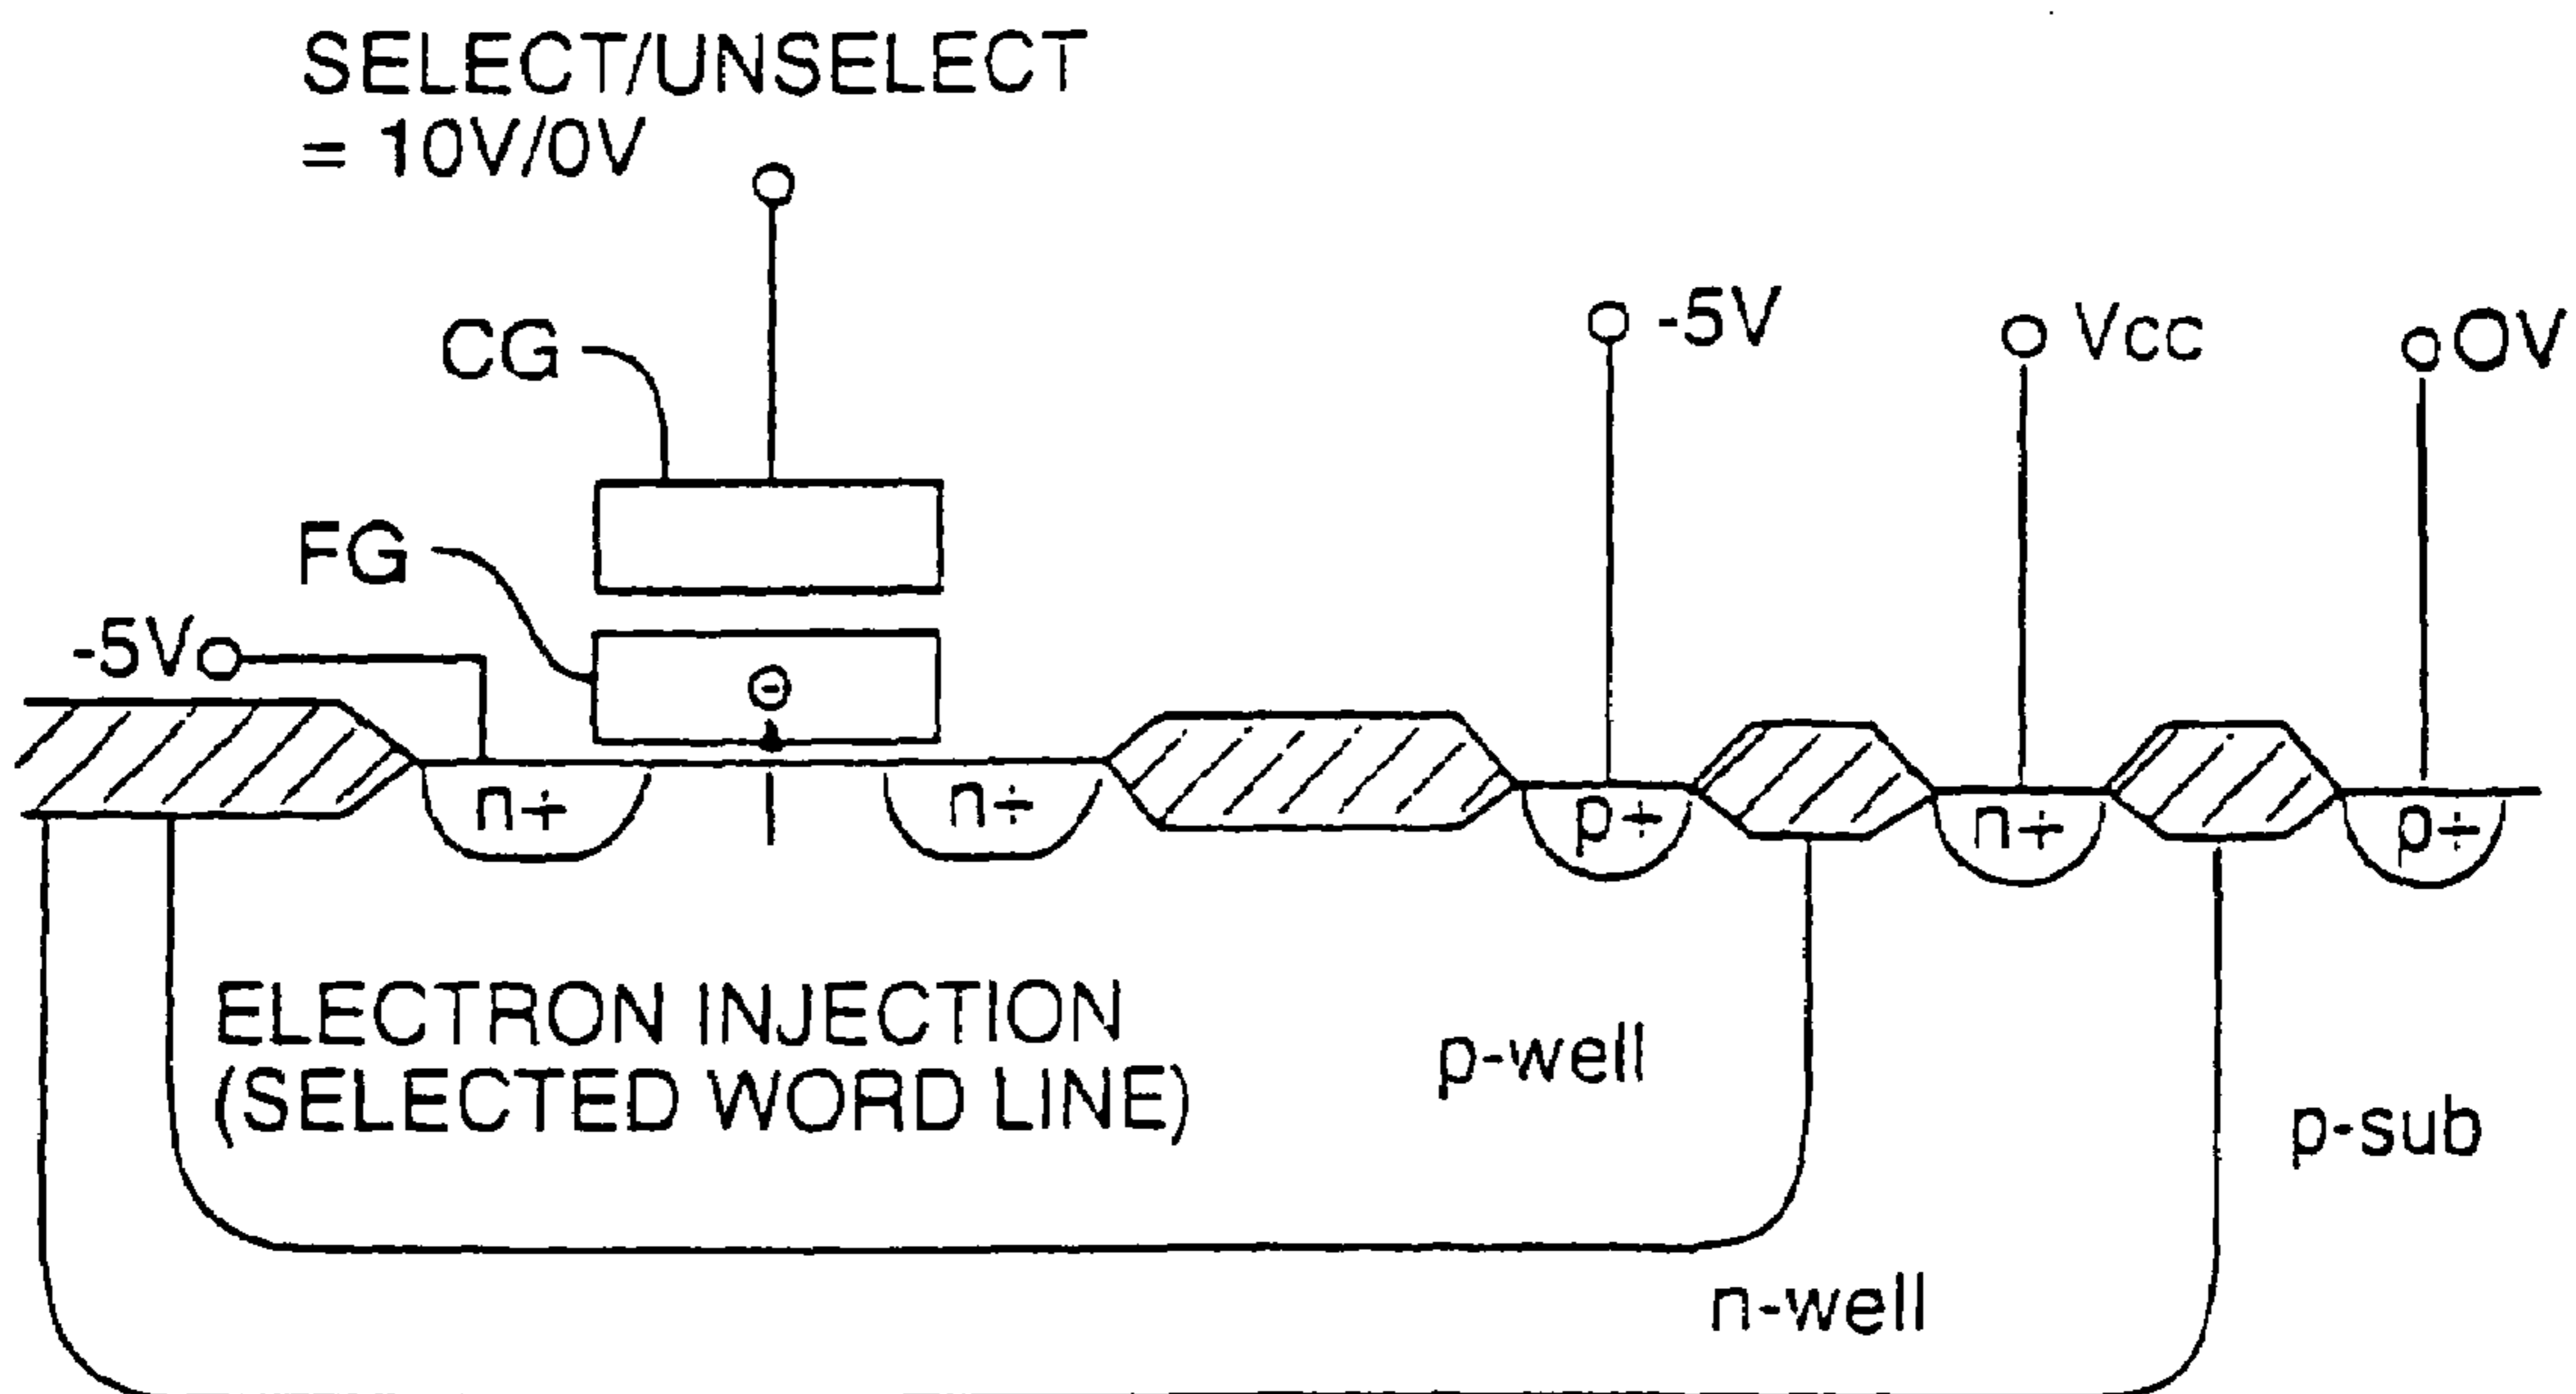 SELECT/UNSELECT
= 10V/0V
CG
-5V
Vcc
0V
FG
-5V
n+
n+
p+
n+
p+
ELECTRON INJECTION
(SELECTED WORD LINE)
p-well
p-sub
n-well